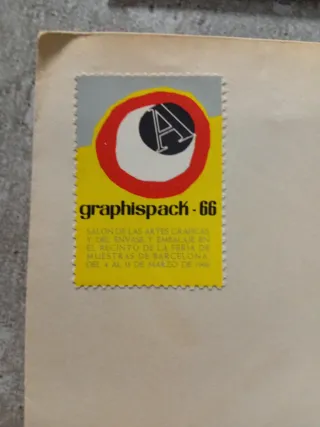 A
graphispack - 66
SALON DE LAS ARTES GRAFICAS
Y DEL ENVASE Y EMBALAJE EN
EL RECINTO DE LA FERIA DE
MUESTRAS DE BARCELONA
DEL 4 AL 13 DE MARZO DE 1966